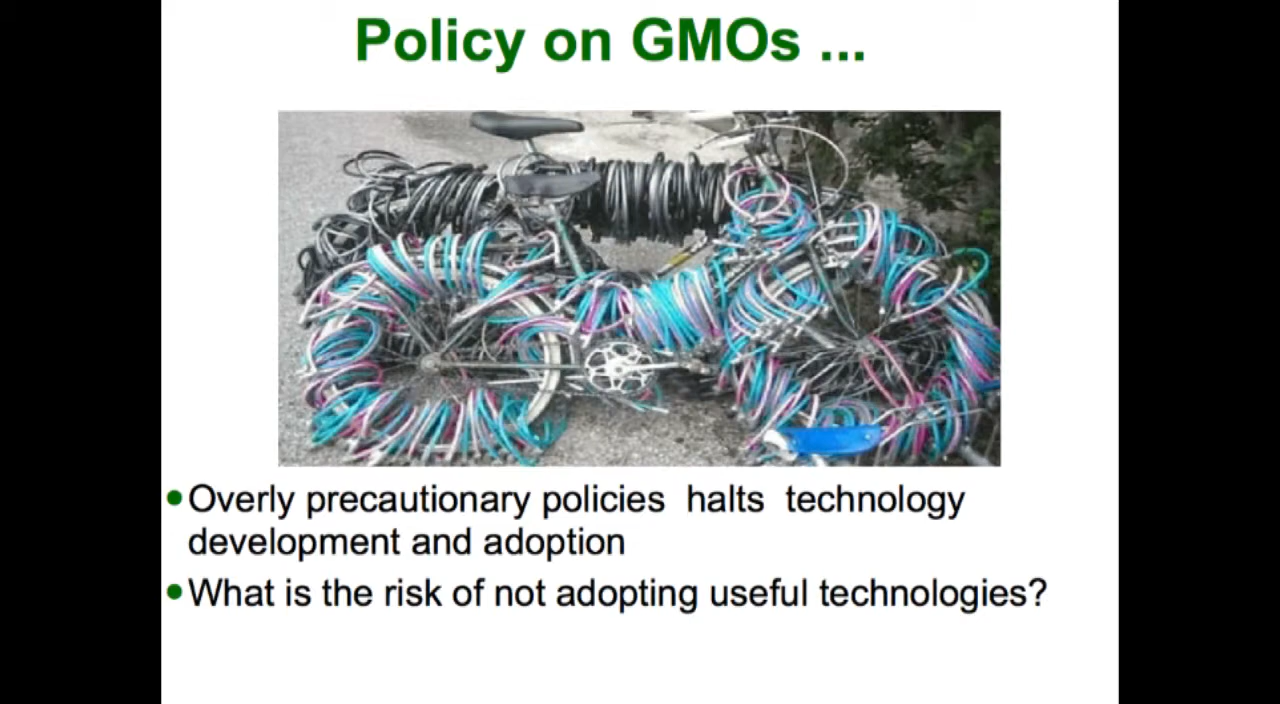 Policy on GMOs ...
Overly precautionary policies halts technology
development and adoption
What is the risk of not adopting useful technologies?